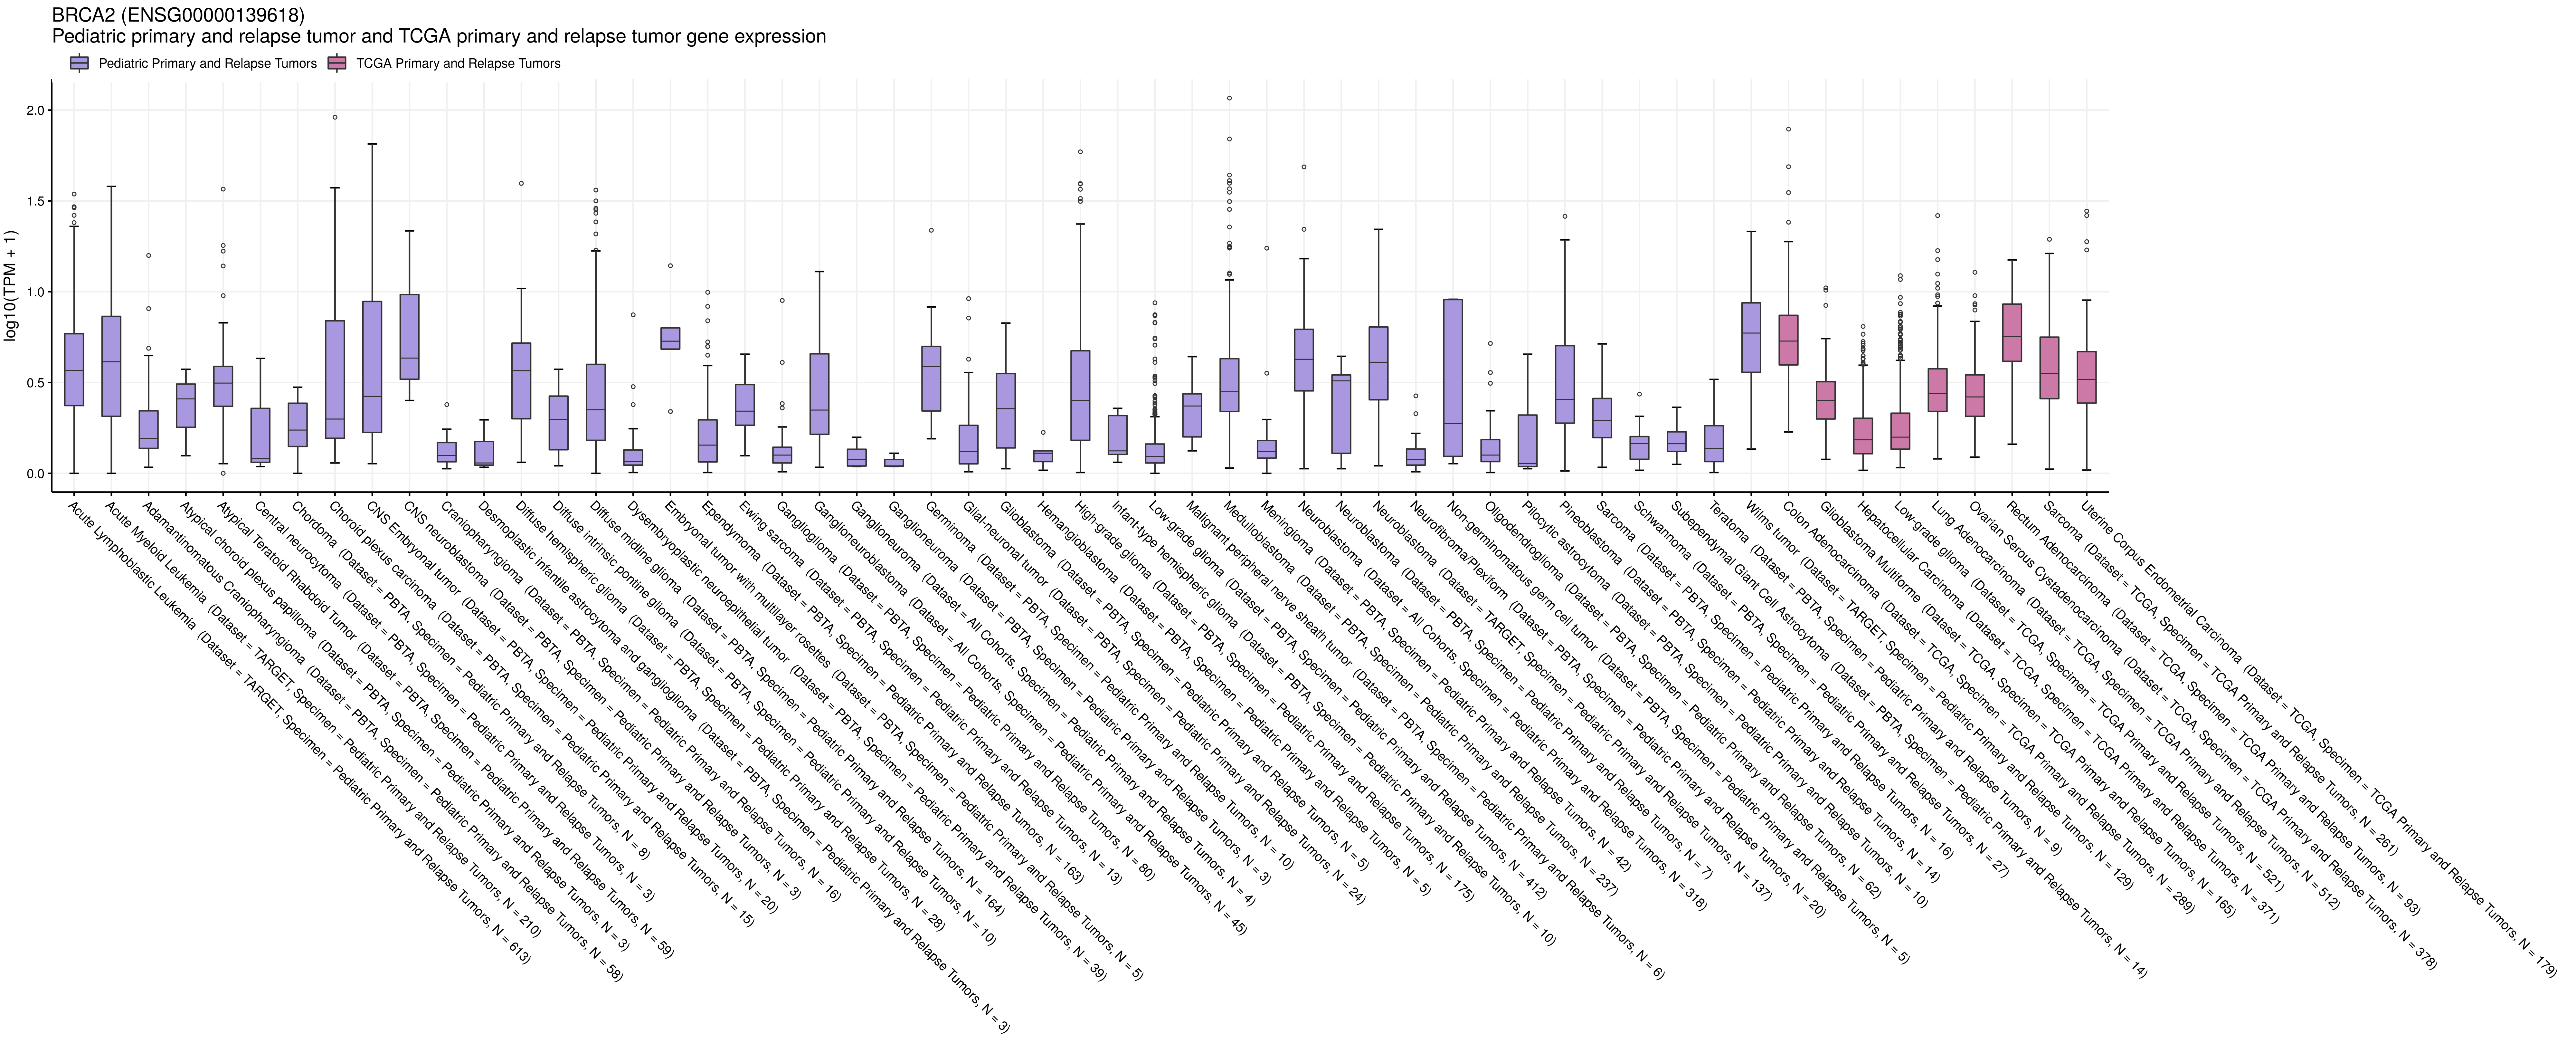 BRCA2 (ENSG00000139618)
Pediatric primary and relapse tumor and TCGA primary and relapse tumor gene expression
Pediatric Primary and Relapse Tumors
TCGA Primary and Relapse Tumors
log10(TPM + 1)
2.0
1.5
1.0
0.5
0.0
Acute Lymphoblastic Leukemia (Dataset = TARGET, Specimen = Pediatric Primary and Relapse Tumors, N = 613)
Acute Myeloid Leukemia (Dataset = TARGET, Specimen = Pediatric Primary and Relapse Tumors, N = 210)
Adamantinomatous Craniopharyngioma (Dataset = PBTA, Specimen = Pediatric Primary and Relapse Tumors, N = 58)
Atypical choroid plexus papilloma (Dataset = PBTA, Specimen = Pediatric Primary and Relapse Tumors, N = 3)
Atypical Teratoid Rhabdoid Tumor (Dataset = PBTA, Specimen = Pediatric Primary and Relapse Tumors, N = 59)
Central neurocytoma (Dataset = PBTA, Specimen = Pediatric Primary and Relapse Tumors, N = 3)
Chordoma (Dataset = PBTA, Specimen = Pediatric Primary and Relapse Tumors, N = 8)
Choroid plexus carcinoma (Dataset = PBTA, Specimen = Pediatric Primary and Relapse Tumors, N = 15)
CNS Embryonal tumor (Dataset = PBTA, Specimen = Pediatric Primary and Relapse Tumors, N = 20)
CNS neuroblastoma (Dataset = PBTA, Specimen = Pediatric Primary and Relapse Tumors, N = 3)
Craniopharyngioma (Dataset = PBTA, Specimen = Pediatric Primary and Relapse Tumors, N = 16)
Desmoplastic infantile astrocytoma and ganglioglioma (Dataset = PBTA, Specimen = Pediatric Primary and Relapse Tumors, N = 3)
Diffuse hemispheric glioma (Dataset = PBTA, Specimen = Pediatric Primary and Relapse Tumors, N = 28)
Diffuse intrinsic pontine glioma (Dataset = PBTA, Specimen = Pediatric Primary and Relapse Tumors, N = 10)
Diffuse midline glioma (Dataset = PBTA, Specimen = Pediatric Primary and Relapse Tumors, N = 164)
Dysembryoplastic neuroepithelial tumor (Dataset = PBTA, Specimen = Pediatric Primary and Relapse Tumors, N = 39)
Embryonal tumor with multilayer rosettes (Dataset = PBTA, Specimen = Pediatric Primary and Relapse Tumors, N = 5)
Ependymoma (Dataset = PBTA, Specimen = Pediatric Primary and Relapse Tumors, N = 163)
Ewing sarcoma (Dataset = PBTA, Specimen = Pediatric Primary and Relapse Tumors, N = 13)
Ganglioglioma (Dataset = PBTA, Specimen = Pediatric Primary and Relapse Tumors, N = 80)
Ganglioneuroblastoma (Dataset = All Cohorts, Specimen = Pediatric Primary and Relapse Tumors, N = 45)
Ganglioneuroma (Dataset = All Cohorts, Specimen = Pediatric Primary and Relapse Tumors, N = 4)
Ganglioneuroma (Dataset = PBTA, Specimen = Pediatric Primary and Relapse Tumors, N = 3)
Germinoma (Dataset = PBTA, Specimen = Pediatric Primary and Relapse Tumors, N = 10)
Glial-neuronal tumor (Dataset = PBTA, Specimen = Pediatric Primary and Relapse Tumors, N = 24)
Glioblastoma (Dataset = PBTA, Specimen = Pediatric Primary and Relapse Tumors, N = 5)
Hemangioblastoma (Dataset = PBTA, Specimen = Pediatric Primary and Relapse Tumors, N = 5)
High-grade glioma (Dataset = PBTA, Specimen = Pediatric Primary and Relapse Tumors, N = 175)
Infant-type hemispheric glioma (Dataset = PBTA, Specimen = Pediatric Primary and Relapse Tumors, N = 10)
Low-grade glioma (Dataset = PBTA, Specimen = Pediatric Primary and Relapse Tumors, N = 412)
Malignant peripheral nerve sheath tumor (Dataset = PBTA, Specimen = Pediatric Primary and Relapse Tumors, N = 6)
Medulloblastoma (Dataset = PBTA, Specimen = Pediatric Primary and Relapse Tumors, N = 237)
Meningioma (Dataset = PBTA, Specimen = Pediatric Primary and Relapse Tumors, N = 42)
Neuroblastoma (Dataset = All Cohorts, Specimen = Pediatric Primary and Relapse Tumors, N = 318)
Neuroblastoma (Dataset = PBTA, Specimen = Pediatric Primary and Relapse Tumors, N = 7)
Neuroblastoma (Dataset = TARGET, Specimen = Pediatric Primary and Relapse Tumors, N = 137)
Neurofibroma/Plexiform (Dataset = PBTA, Specimen = Pediatric Primary and Relapse Tumors, N = 20)
Non-germinomatous germ cell tumor (Dataset = PBTA, Specimen = Pediatric Primary and Relapse Tumors, N = 5)
Oligodendroglioma (Dataset = PBTA, Specimen = Pediatric Primary and Relapse Tumors, N = 62)
Pilocytic astrocytoma (Dataset = PBTA, Specimen = Pediatric Primary and Relapse Tumors, N = 10)
Pineoblastoma (Dataset = PBTA, Specimen = Pediatric Primary and Relapse Tumors, N = 14)
Sarcoma (Dataset = PBTA, Specimen = Pediatric Primary and Relapse Tumors, N = 16)
Schwannoma (Dataset = PBTA, Specimen = Pediatric Primary and Relapse Tumors, N = 27)
Subependymal Giant Cell Astrocytoma (Dataset = PBTA, Specimen = Pediatric Primary and Relapse Tumors, N = 14)
Teratoma (Dataset = PBTA, Specimen = Pediatric Primary and Relapse Tumors, N = 9)
Wilms tumor (Dataset = TARGET, Specimen = Pediatric Primary and Relapse Tumors, N = 129)
Colon Adenocarcinoma (Dataset = TCGA, Specimen = TCGA Primary and Relapse Tumors, N = 289)
Glioblastoma Multiforme (Dataset = TCGA, Specimen = TCGA Primary and Relapse Tumors, N = 165)
Hepatocellular Carcinoma (Dataset = TCGA, Specimen = TCGA Primary and Relapse Tumors, N = 371)
Low-grade glioma (Dataset = TCGA, Specimen = TCGA Primary and Relapse Tumors, N = 521)
Lung Adenocarcinoma (Dataset = TCGA, Specimen = TCGA Primary and Relapse Tumors, N = 512)
Ovarian Serous Cystadenocarcinoma (Dataset = TCGA, Specimen = TCGA Primary and Relapse Tumors, N = 378)
Rectum Adenocarcinoma (Dataset = TCGA, Specimen = TCGA Primary and Relapse Tumors, N = 93)
Sarcoma (Dataset = TCGA, Specimen = TCGA Primary and Relapse Tumors, N = 261)
Uterine Corpus Endometrial Carcinoma (Dataset = TCGA, Specimen = TCGA Primary and Relapse Tumors, N = 179)